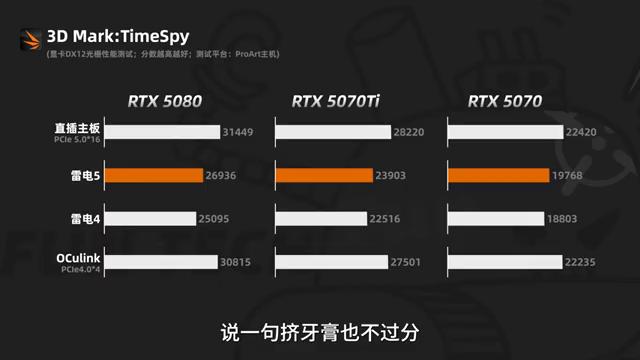 3D Mark:TimeSpy
(显卡DX12光栅性能测试；分数越高越好；测试平台：ProArt主机)
RTX 5080 RTX 5070Ti RTX 5070
直插主板 31449 28220 22420
PCIe 5.0*16
雷电5 26936 23903 19768
雷电4 25095 22516 18803
OCulink 30815 27501 22235
PCIe4.0*4
说一句挤牙膏也不过分